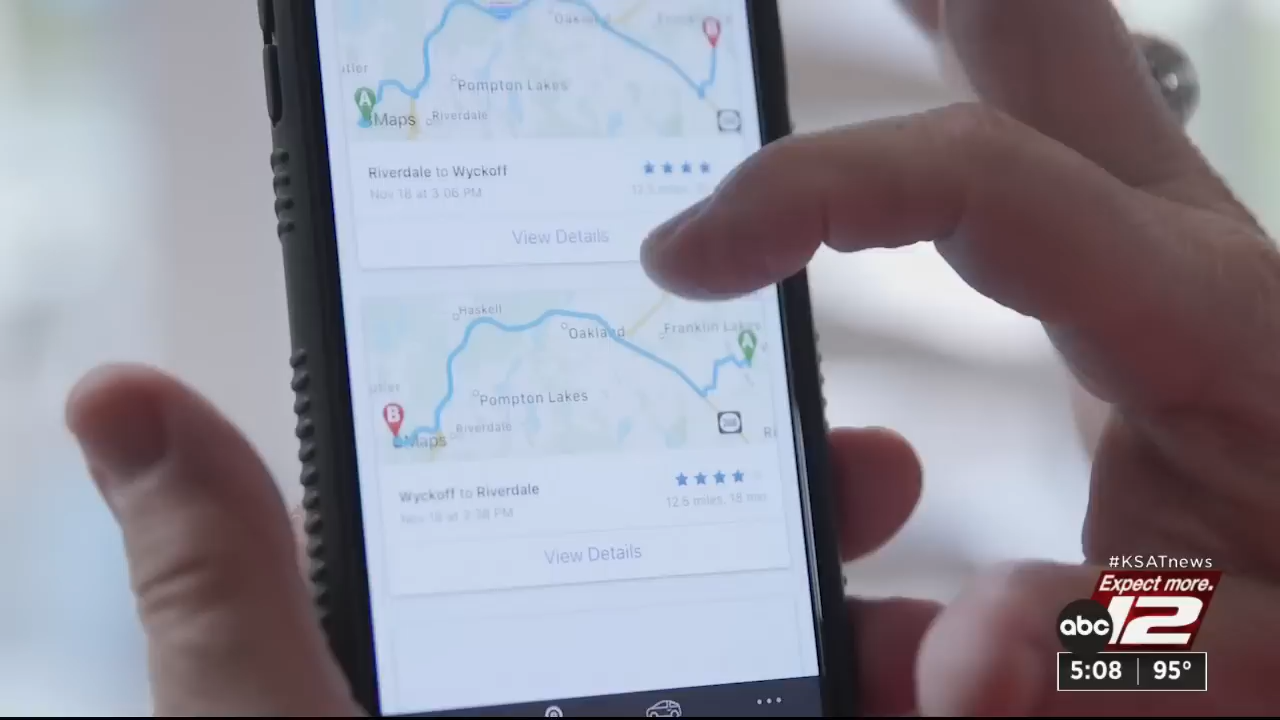 Oakland
Pompton Lakes
A
Maps
Riverdale
B
Riverdale to Wyckoff
Nov 18 at 3:06 PM
View Details
Haskell
Oakland
Franklin Lakes
A
Pompton Lakes
B
Maps
Riverdale
Wyckoff to Riverdale
12.5 miles, 18 min
View Details
#KSATnews
Expect more.
abc 12
5:08 95°